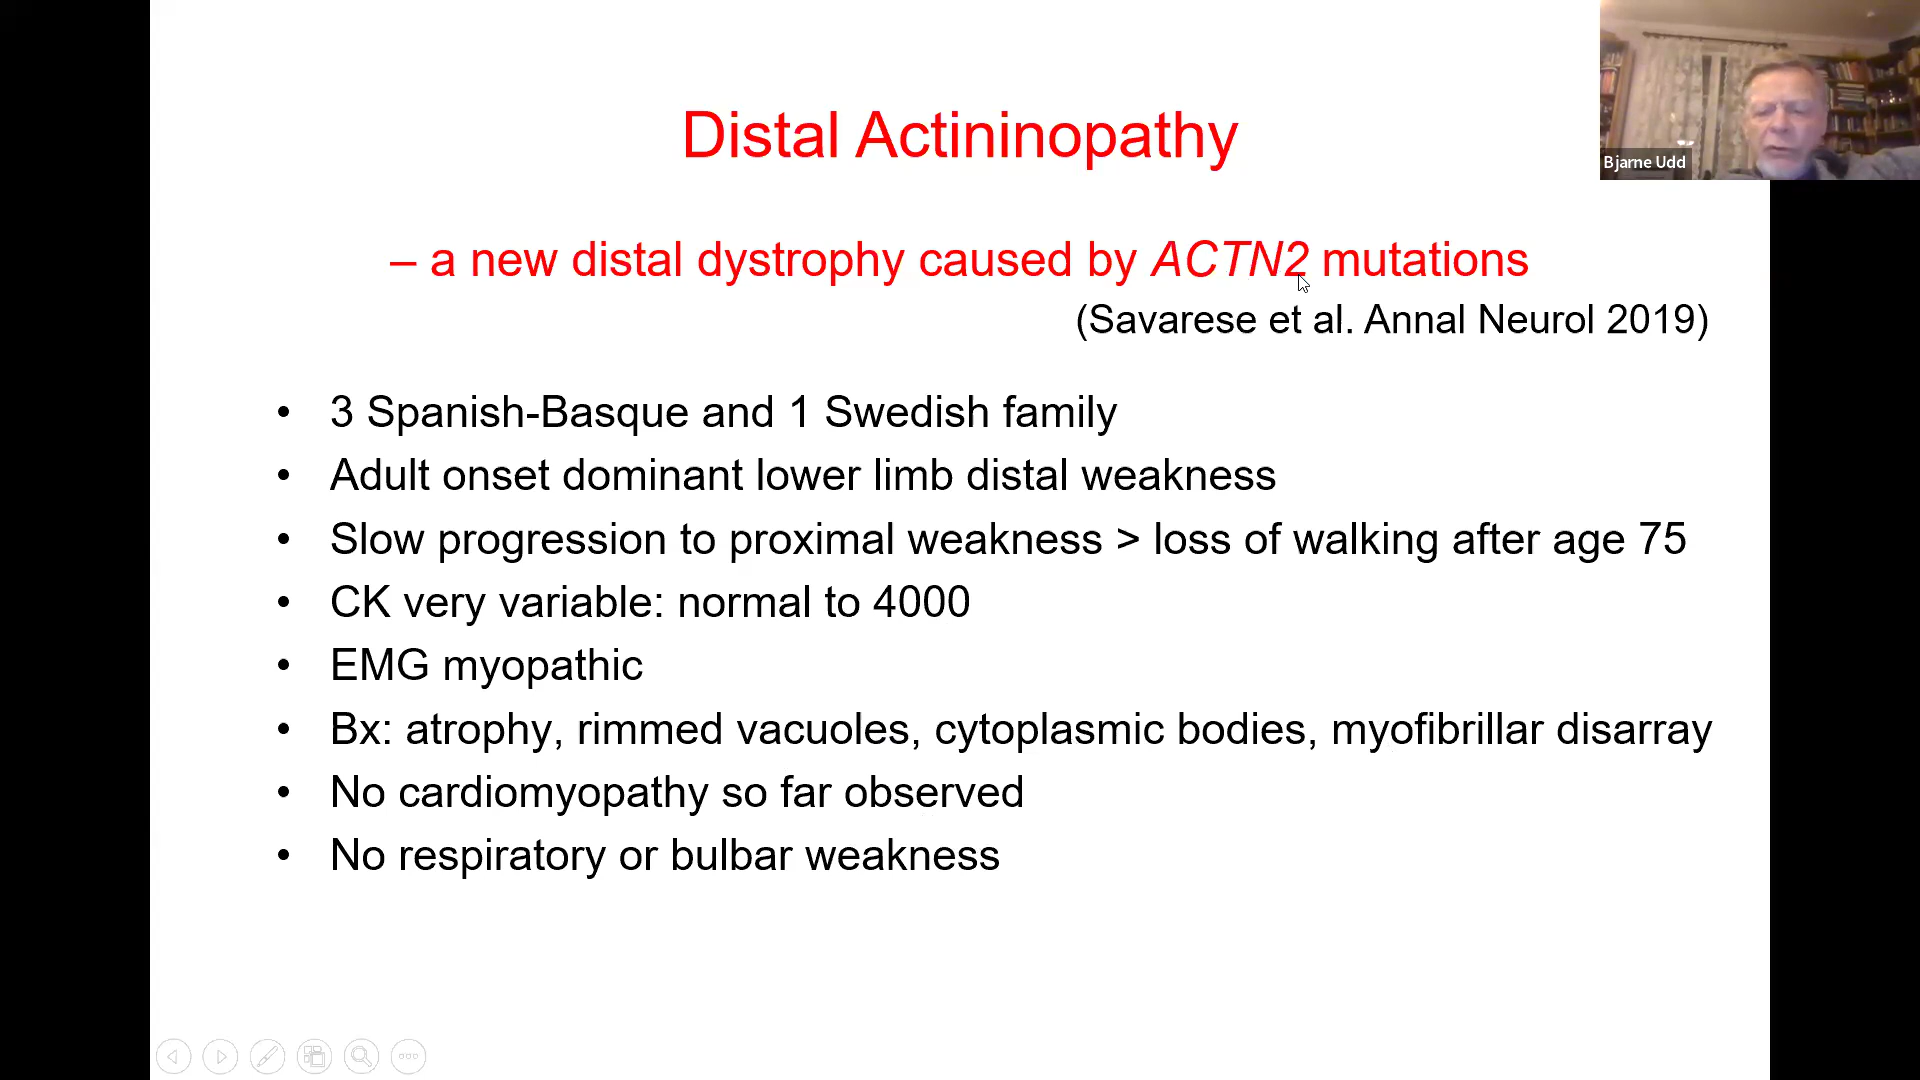 Distal Actininopathy
– a new distal dystrophy caused by ACTN2 mutations
(Savarese et al. Annal Neurol 2019)
• 3 Spanish-Basque and 1 Swedish family
• Adult onset dominant lower limb distal weakness
• Slow progression to proximal weakness > loss of walking after age 75
• CK very variable: normal to 4000
• EMG myopathic
• Bx: atrophy, rimmed vacuoles, cytoplasmic bodies, myofibrillar disarray
• No cardiomyopathy so far observed
• No respiratory or bulbar weakness
Bjarne Udd